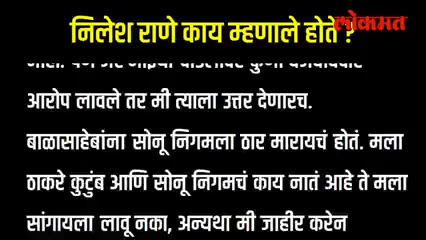 लोकमत
निलेश राणे काय म्हणाले होते ?
आरोप लावले तर मी त्याला उत्तर देणारच.
बाळासाहेबांना सोनू निगमला ठार मारायचं होतं. मला
ठाकरे कुटुंब आणि सोनू निगमचं काय नातं आहे ते मला
सांगायला लावू नका, अन्यथा मी जाहीर करेन